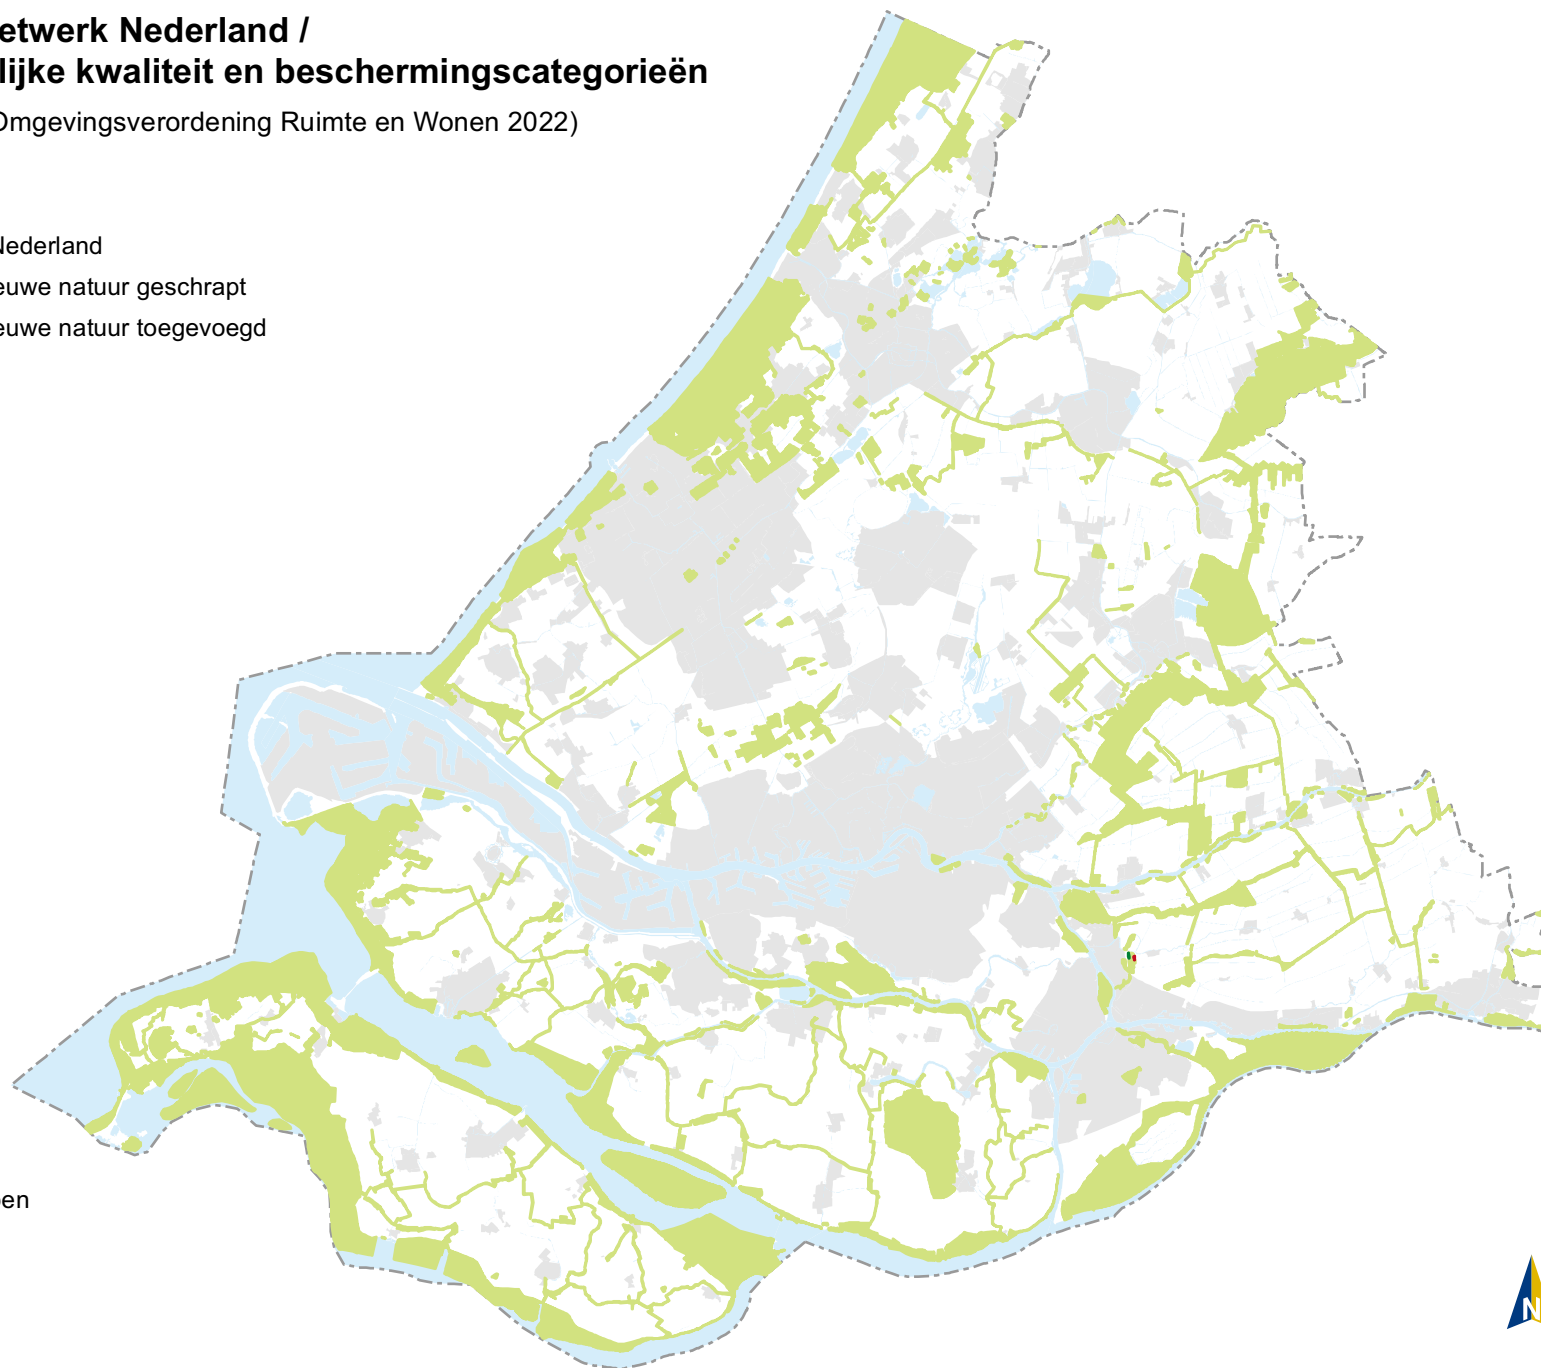 etwerk Nederland /
lijke kwaliteit en beschermingscategorieën
Omgevingsverordening Ruimte en Wonen 2022)
Nederland
euwe natuur geschrapt
euwe natuur toegevoegd
en
N